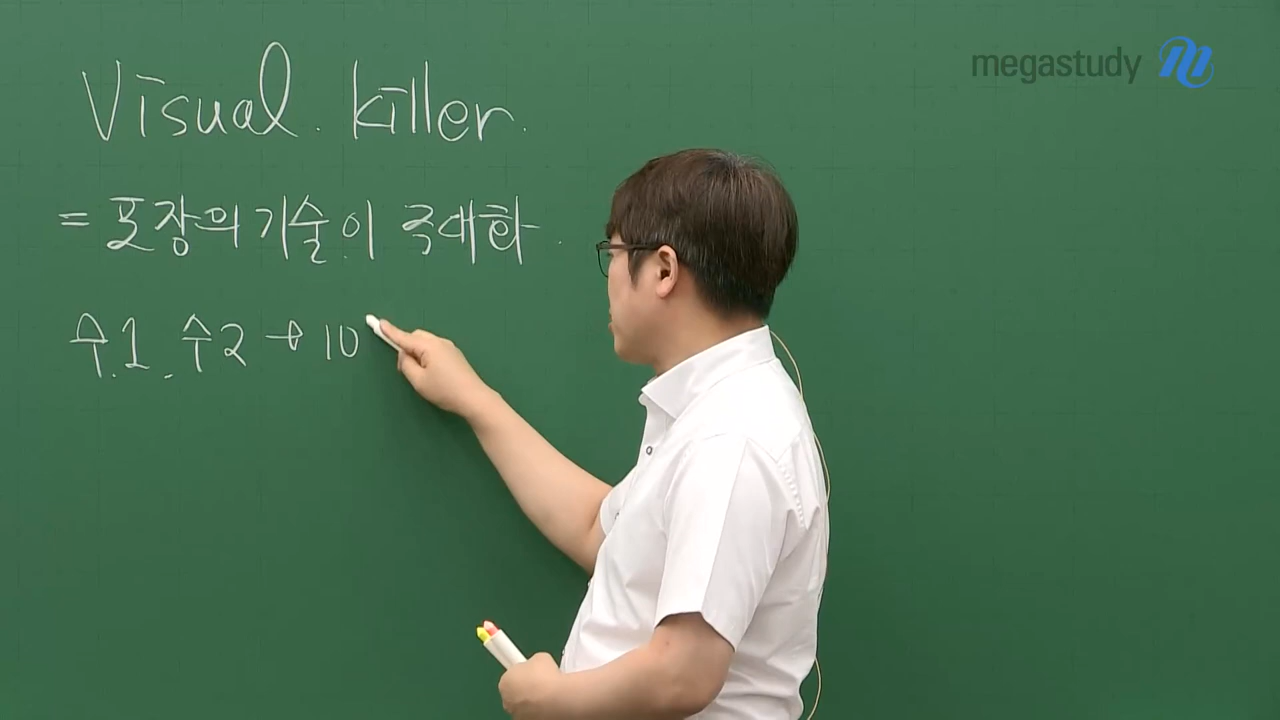 megastudy
Visual killer.
= 포장의 기술이 극대화.
수1, 수2 → 10